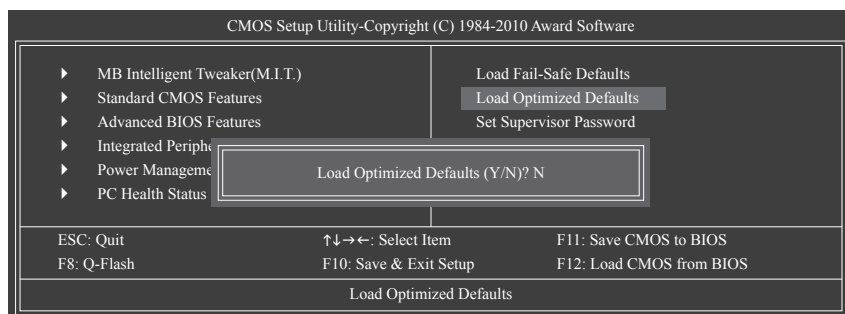 CMOS Setup Utility-Copyright (C) 1984-2010 Award Software
MB Intelligent Tweaker(M.I.T.)
Standard CMOS Features
Advanced BIOS Features
Integrated Periphe
Power Manageme
PC Health Status
Load Fail-Safe Defaults
Load Optimized Defaults
Set Supervisor Password
Load Optimized Defaults (Y/N)? N
ESC: Quit
↑↓→←: Select Item
F11: Save CMOS to BIOS
F8: Q-Flash
F10: Save & Exit Setup
F12: Load CMOS from BIOS
Load Optimized Defaults